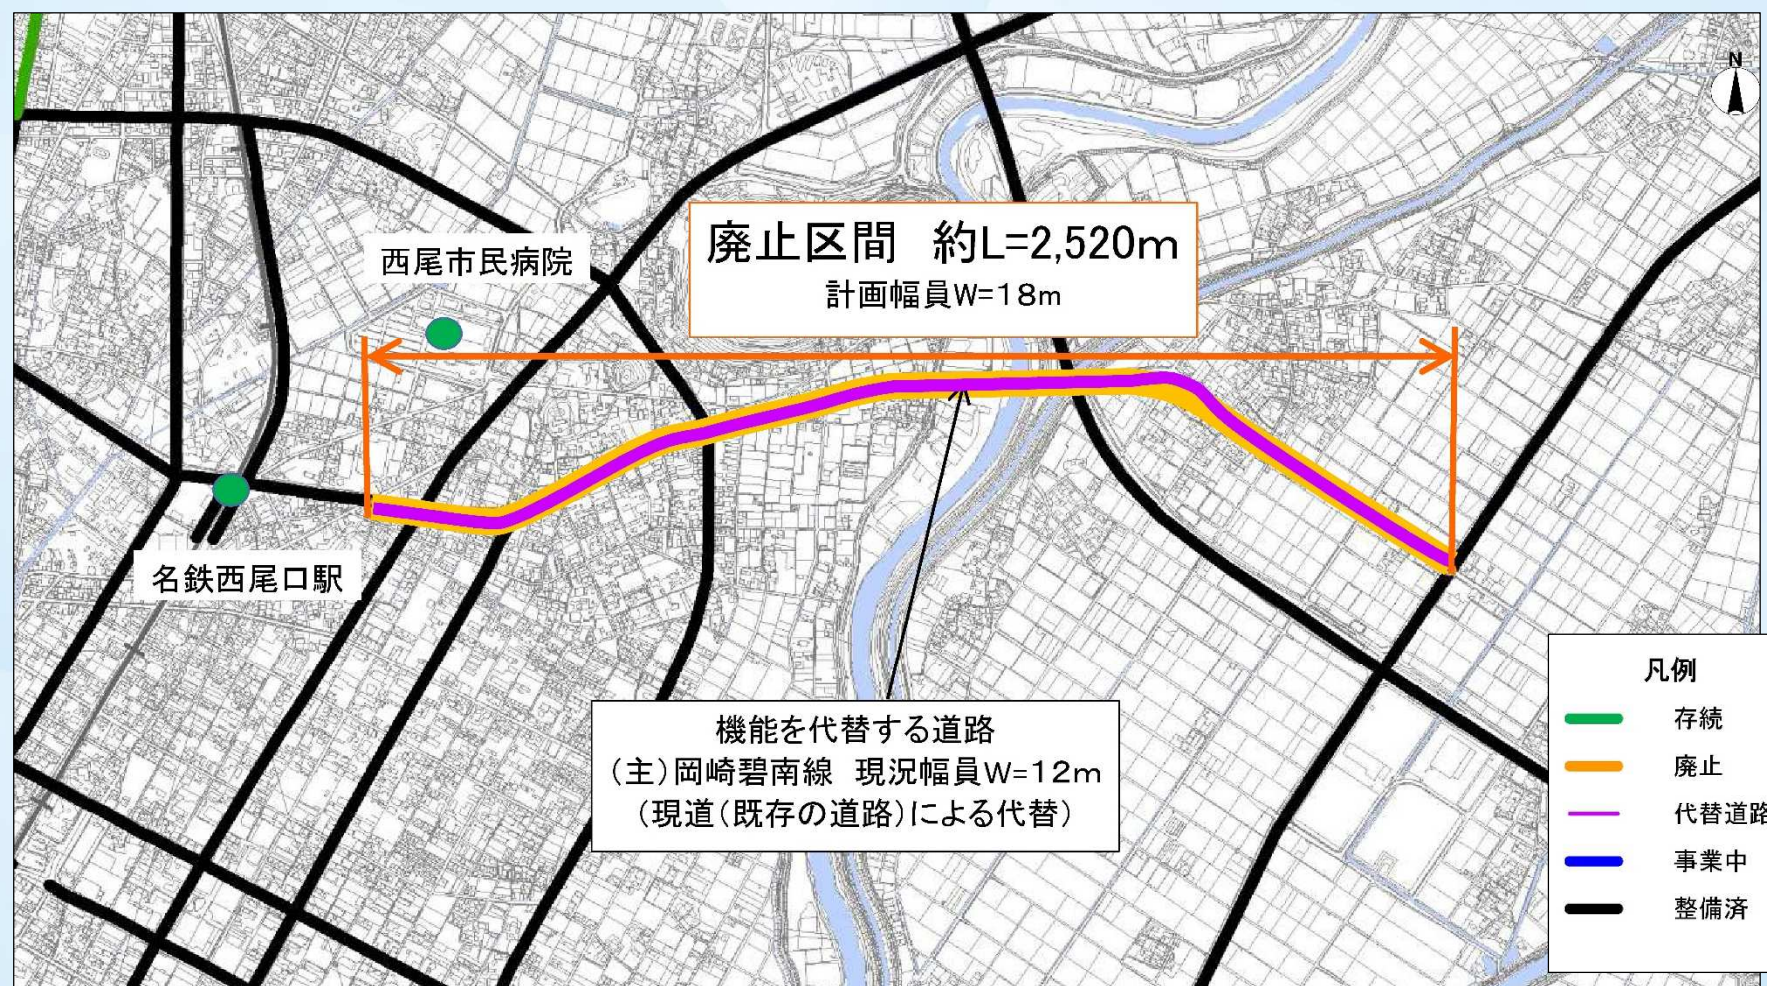 N
西尾市民病院
廃止区間　約L=2,520m
計画幅員W=18m
名鉄西尾口駅
機能を代替する道路
(主)岡崎碧南線 現況幅員W=12m
(現道(既存の道路)による代替)
凡例
存続
廃止
代替道路
事業中
整備済